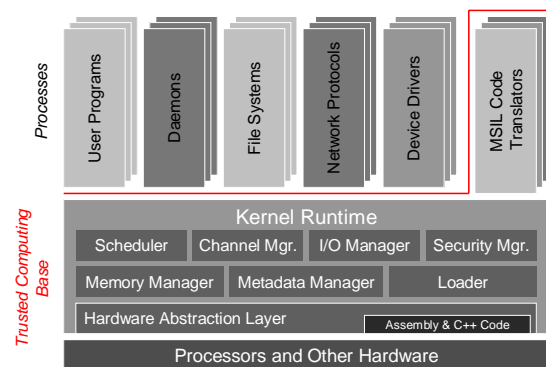 Processes
User Programs
Daemons
File Systems
Network Protocols
Device Drivers
MSIL Code
Translators
Trusted Computing
Base
Kernel Runtime
Scheduler
Channel Mgr.
I/O Manager
Security Mgr.
Memory Manager
Metadata Manager
Loader
Hardware Abstraction Layer
Assembly & C++ Code
Processors and Other Hardware